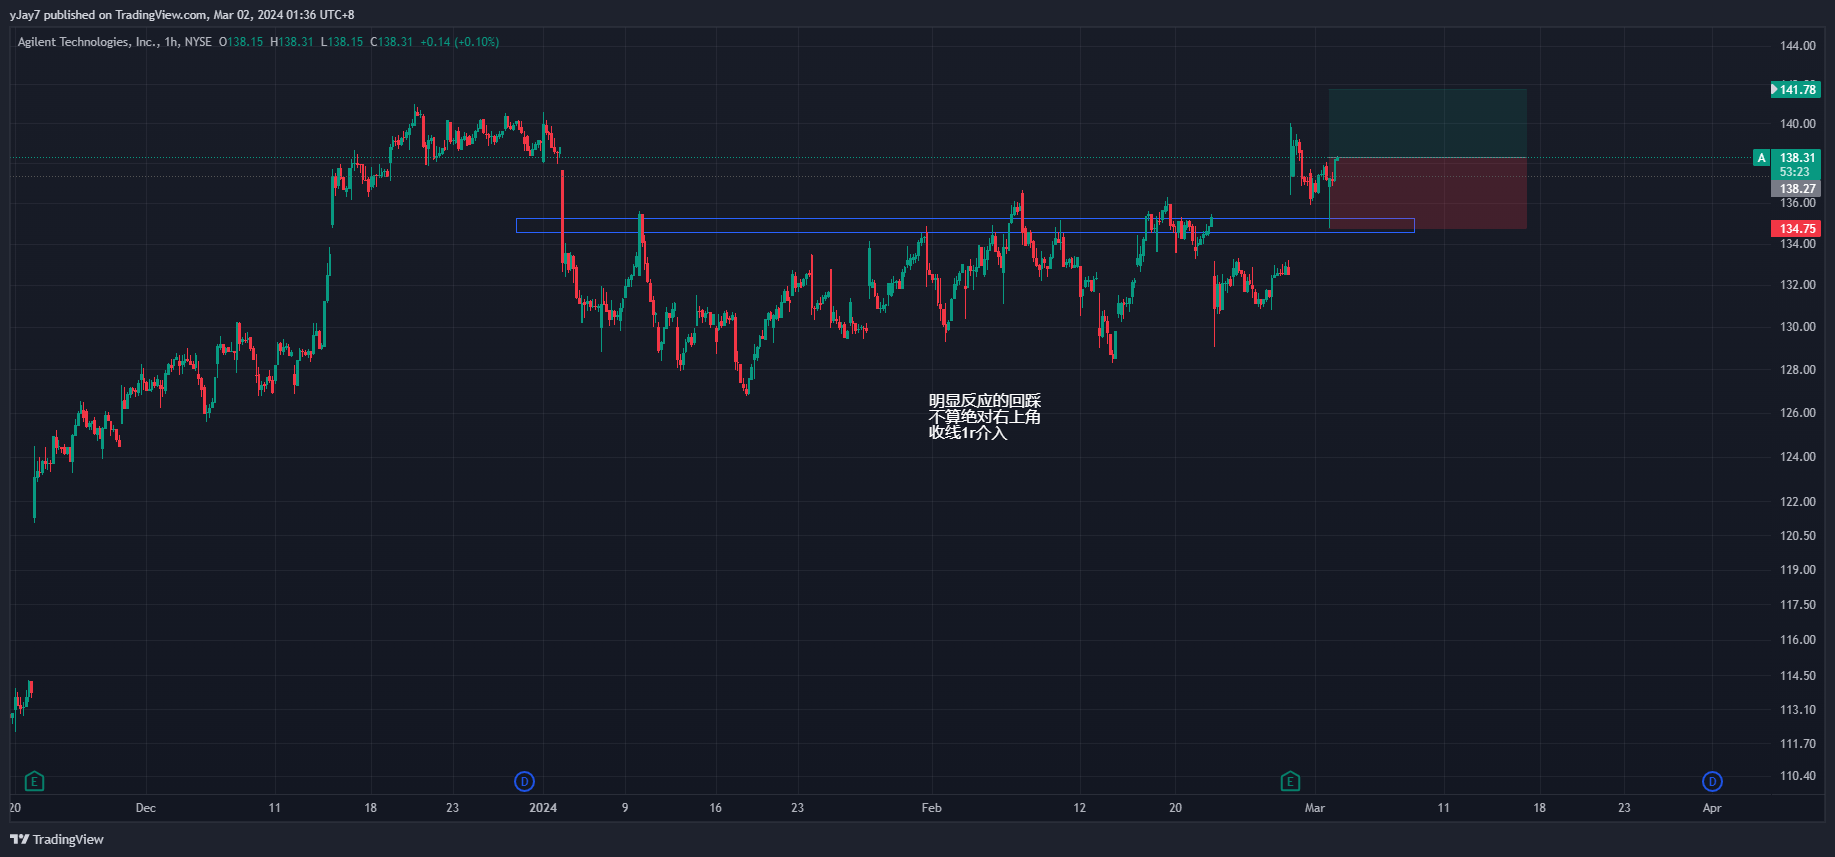 yJay7 published on TradingView.com, Mar 02, 2024 01:36 UTC+8
Agilent Technologies, Inc., 1h, NYSE O138.15 H138.31 L138.15 C138.31 +0.14 (+0.10%)
144.00
141.78
140.00
A 138.31
53:23
138.27
136.00
134.75
134.00
132.00
130.00
128.00
明显反应的回踩
不算绝对右上角
收线1r介入
126.00
124.00
122.00
120.50
119.00
117.50
116.00
114.50
113.10
111.70
110.40
E D E D
20 Dec 11 18 23 2024 9 16 23 Feb 12 20 Mar 11 18 23 Apr
TradingView